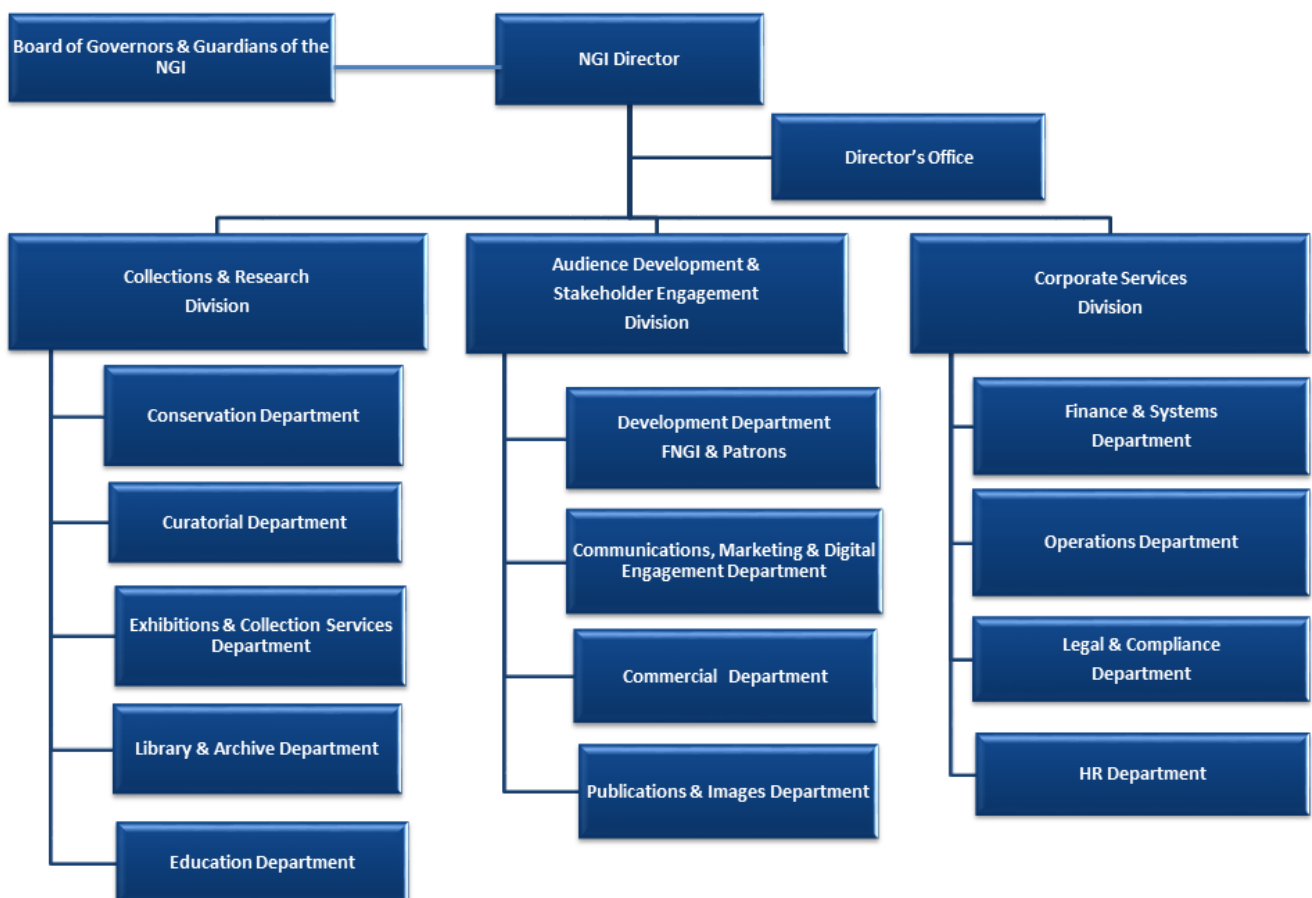 Board of Governors & Guardians of the
NGI
NGI Director
Director's Office
Collections & Research
Division
Audience Development &
Stakeholder Engagement
Division
Corporate Services
Division
Conservation Department
Curatorial Department
Exhibitions & Collection Services
Department
Library & Archive Department
Education Department
Development Department
FNGI & Patrons
Communications, Marketing & Digital
Engagement Department
Commercial Department
Publications & Images Department
Finance & Systems
Department
Operations Department
Legal & Compliance
Department
HR Department